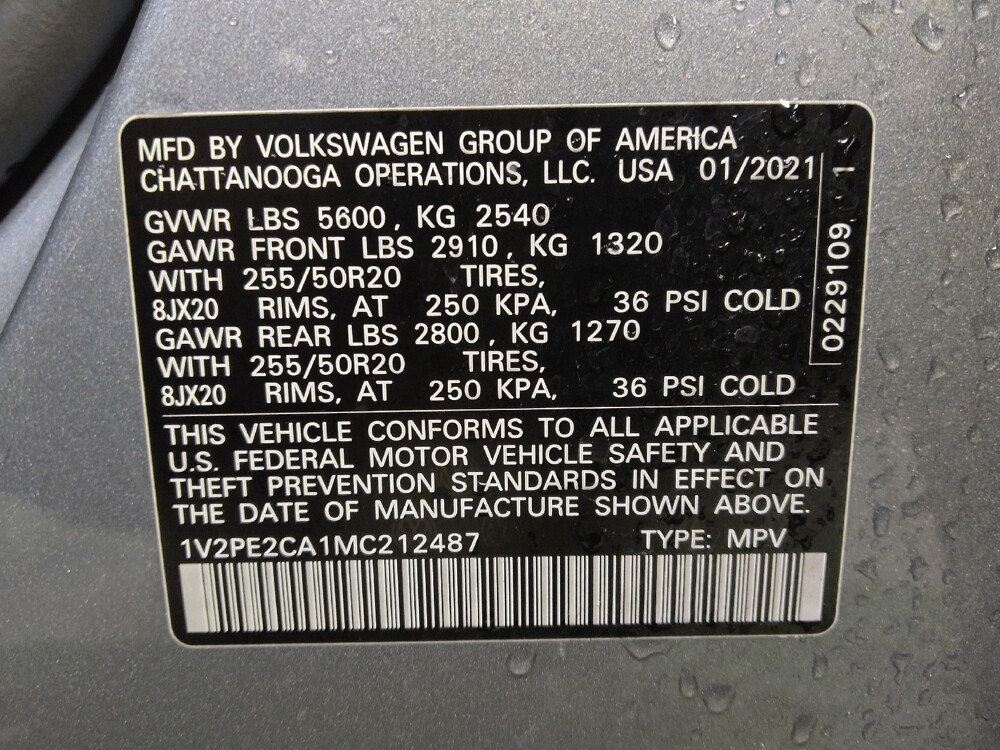 MFD BY VOLKSWAGEN GROUP OF AMERICA
CHATTANOOGA OPERATIONS, LLC. USA 01/2021
GVWR LBS 5600, KG 2540
GAWR FRONT LBS 2910, KG 1320
WITH 255/50R20 TIRES,
8JX20 RIMS, AT 250 KPA, 36 PSI COLD
GAWR REAR LBS 2800, KG 1270
WITH 255/50R20 TIRES,
8JX20 RIMS, AT 250 KPA, 36 PSI COLD
0229109 1
THIS VEHICLE CONFORMS TO ALL APPLICABLE
U.S. FEDERAL MOTOR VEHICLE SAFETY AND
THEFT PREVENTION STANDARDS IN EFFECT ON
THE DATE OF MANUFACTURE SHOWN ABOVE.
1V2PE2CA1MC212487 TYPE: MPV